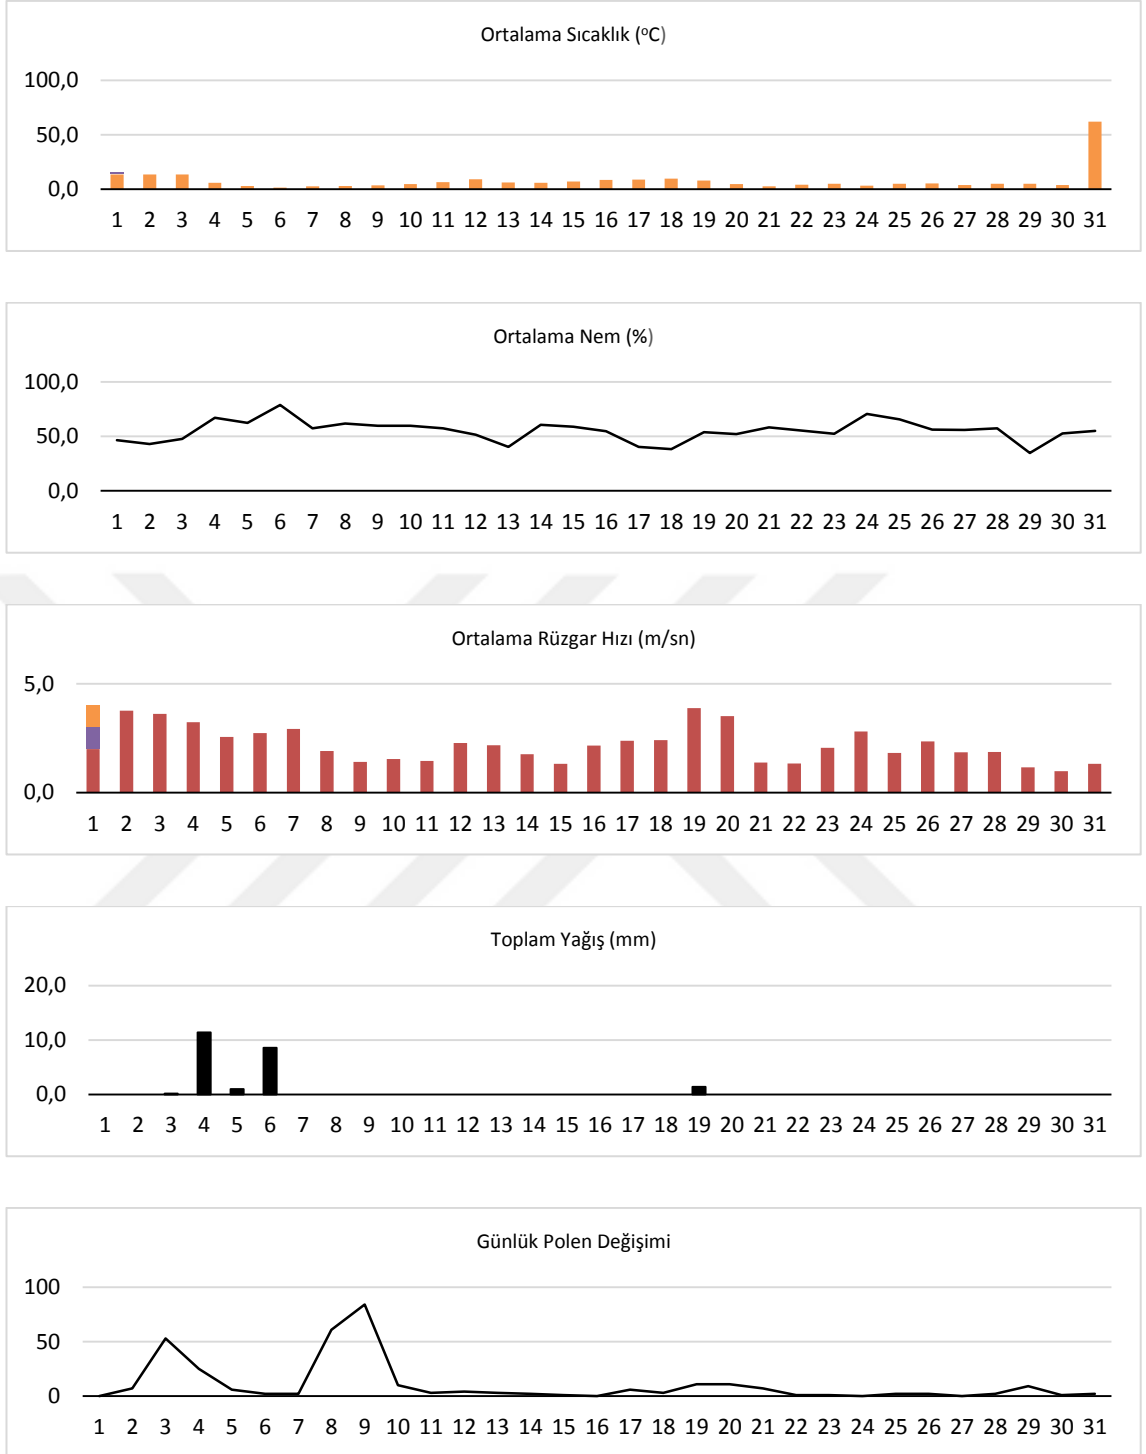 Ortalama Sıcaklık (°C)
100,0
50,0
0,0
1 2 3 4 5 6 7 8 9 10 11 12 13 14 15 16 17 18 19 20 21 22 23 24 25 26 27 28 29 30 31
Ortalama Nem (%)
100,0
50,0
0,0
1 2 3 4 5 6 7 8 9 10 11 12 13 14 15 16 17 18 19 20 21 22 23 24 25 26 27 28 29 30 31
Ortalama Rüzgar Hızı (m/sn)
5,0
0,0
1 2 3 4 5 6 7 8 9 10 11 12 13 14 15 16 17 18 19 20 21 22 23 24 25 26 27 28 29 30 31
Toplam Yağış (mm)
20,0
10,0
0,0
1 2 3 4 5 6 7 8 9 10 11 12 13 14 15 16 17 18 19 20 21 22 23 24 25 26 27 28 29 30 31
Günlük Polen Değişimi
100
50
0
1 2 3 4 5 6 7 8 9 10 11 12 13 14 15 16 17 18 19 20 21 22 23 24 25 26 27 28 29 30 31